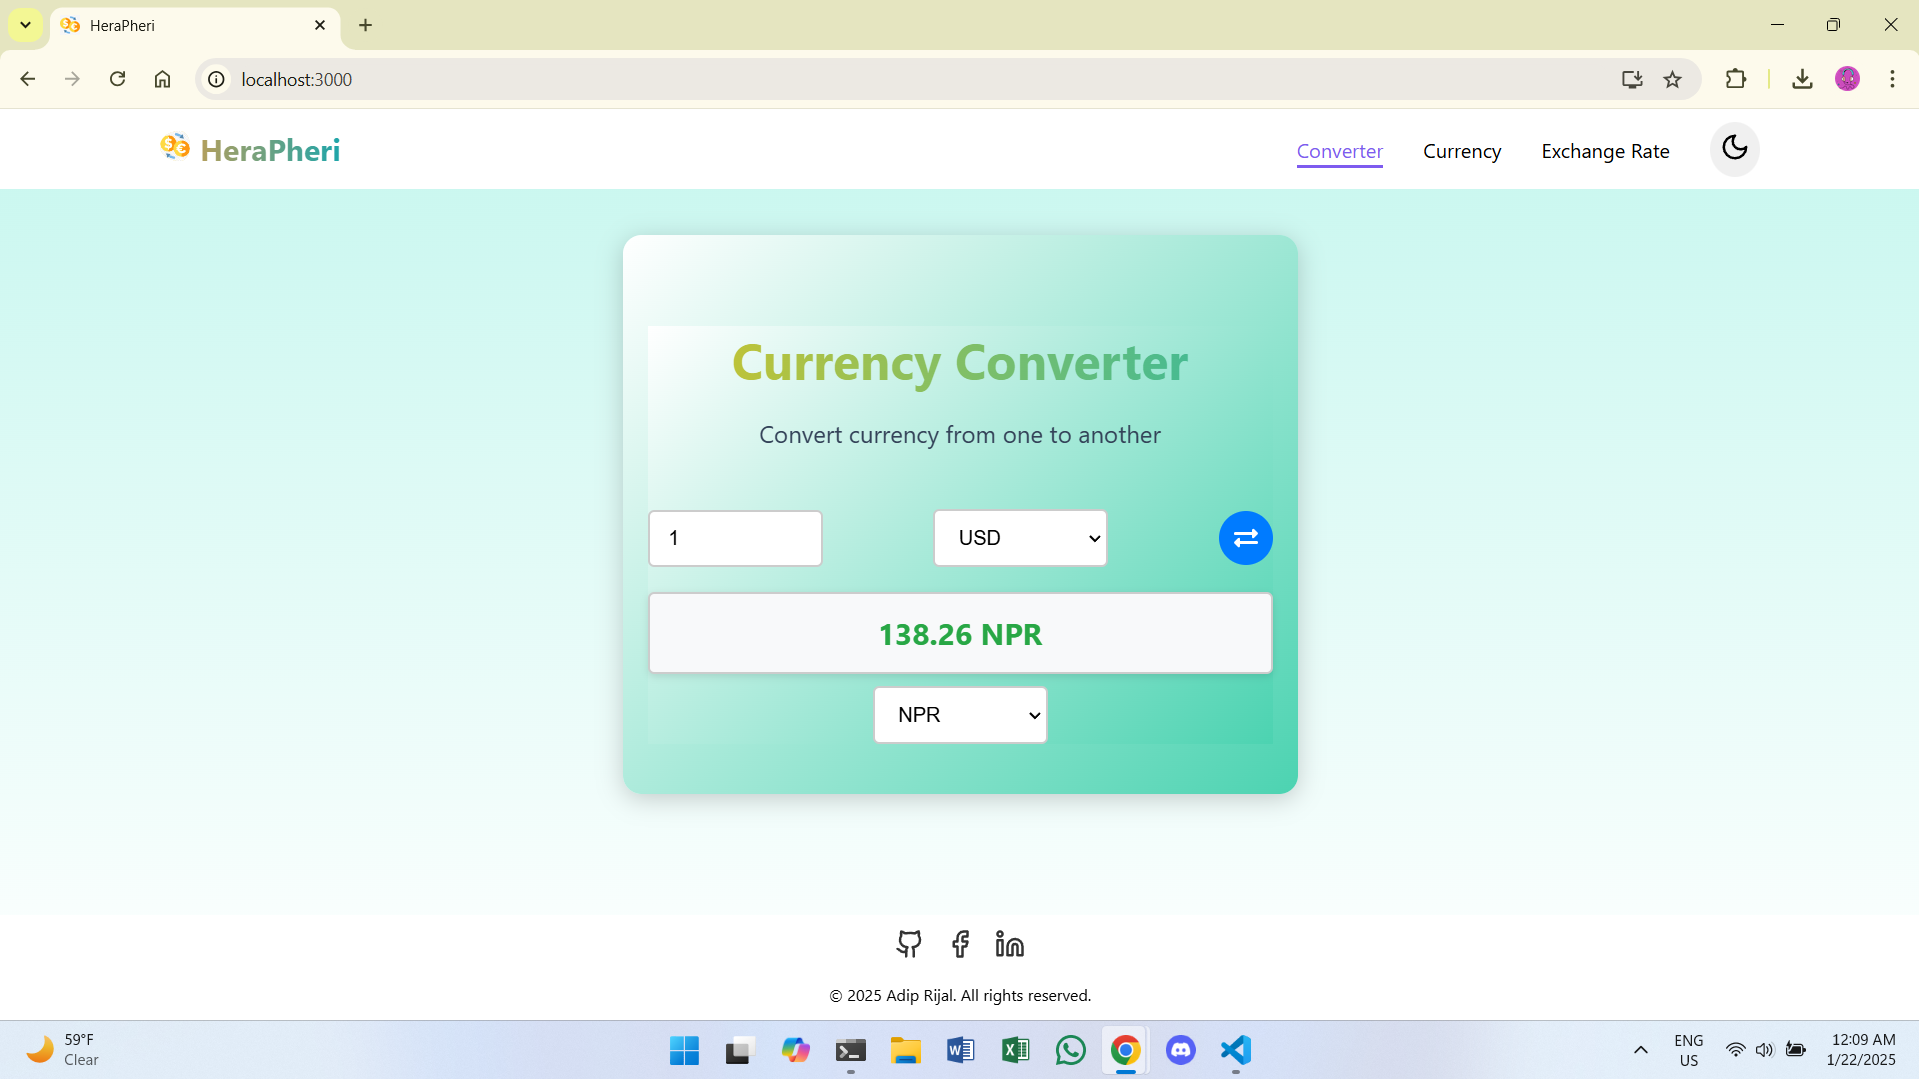 HeraPheri
localhost:3000
HeraPheri
Converter
Currency
Exchange Rate
Currency Converter
Convert currency from one to another
1
USD
138.26 NPR
NPR
© 2025 Adip Rijal. All rights reserved.
59°F
Clear
ENG
US
12:09 AM
1/22/2025